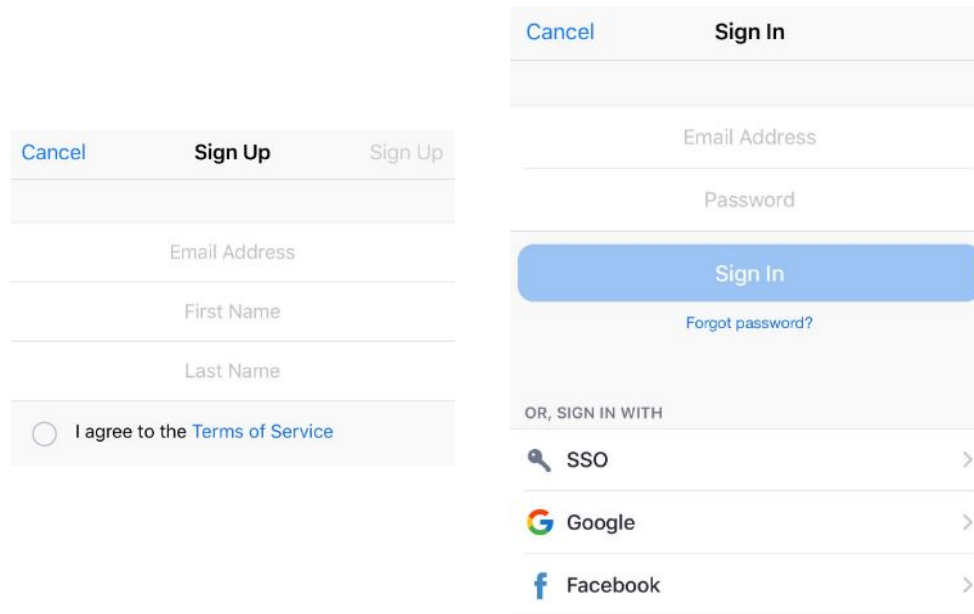 Cancel Sign Up Sign Up
Email Address
First Name
Last Name
I agree to the Terms of Service
Cancel Sign In
Email Address
Password
Sign In
Forgot password?
OR, SIGN IN WITH
SSO
Google
Facebook